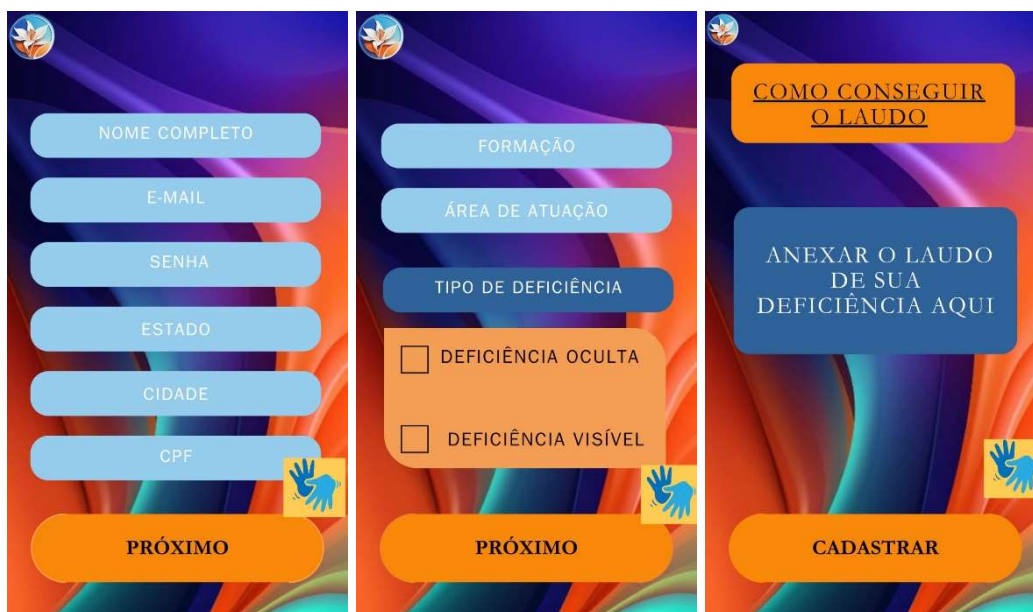 NOME COMPLETO
E-MAIL
SENHA
ESTADO
CIDADE
CPF
PRÓXIMO
FORMAÇÃO
ÁREA DE ATUAÇÃO
TIPO DE DEFICIÊNCIA
DEFICIÊNCIA OCULTA
DEFICIÊNCIA VISÍVEL
PRÓXIMO
COMO CONSEGUIR
O LAUDO
ANEXAR O LAUDO
DE SUA
DEFICIÊNCIA AQUI
CADASTRAR